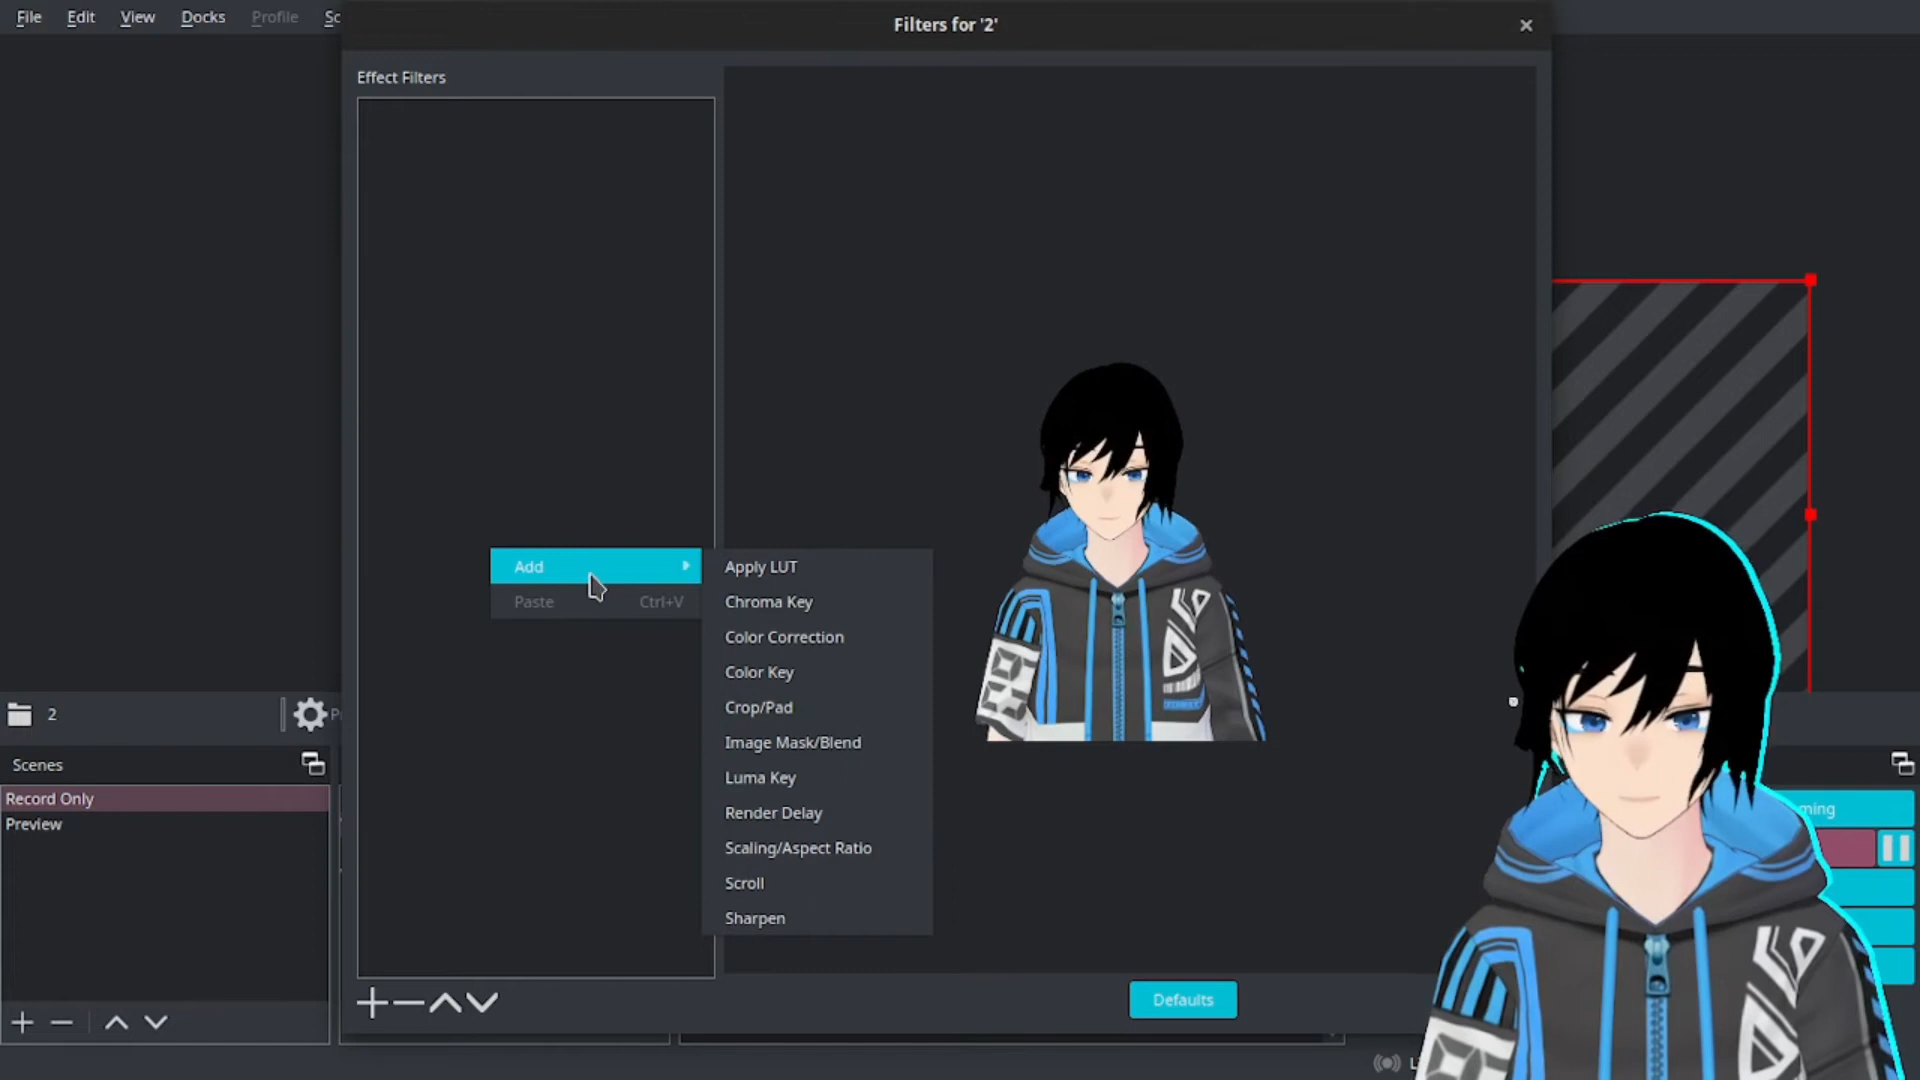 File Edit View Docks Profile Sc
Filters for '2'
Effect Filters
Add
Paste Ctrl+V
Apply LUT
Chroma Key
Color Correction
Color Key
Crop/Pad
Image Mask/Blend
Luma Key
Render Delay
Scaling/Aspect Ratio
Scroll
Sharpen
2
Scenes
Record Only
Preview
Defaults
ming